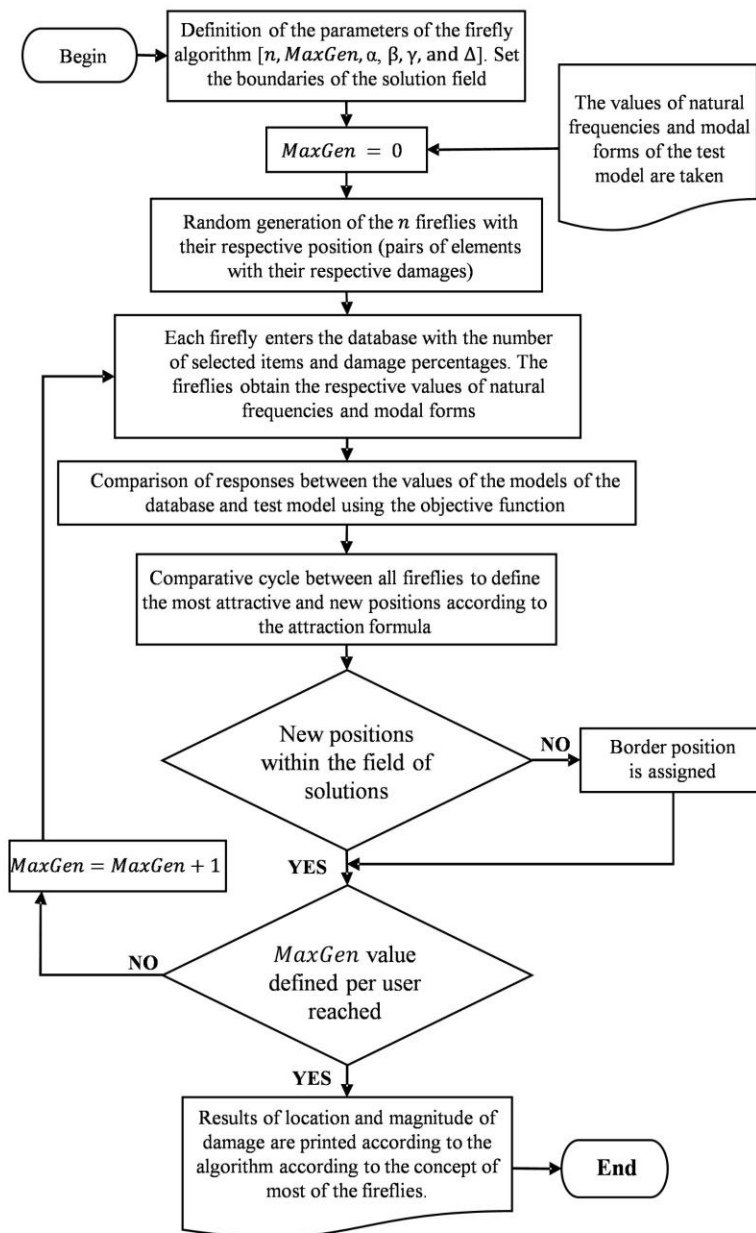 Begin
Definition of the parameters of the firefly
algorithm [n, MaxGen, α, β, γ, and Δ]. Set
the boundaries of the solution field
MaxGen = 0
The values of natural
frequencies and modal
forms of the test
model are taken
Random generation of the n fireflies with
their respective position (pairs of elements
with their respective damages)
Each firefly enters the database with the number
of selected items and damage percentages. The
fireflies obtain the respective values of natural
frequencies and modal forms
Comparison of responses between the values of the models of the
database and test model using the objective function
Comparative cycle between all fireflies to define
the most attractive and new positions according to
the attraction formula
New positions
within the field of
solutions
NO
Border position
is assigned
YES
MaxGen = MaxGen + 1
NO
MaxGen value
defined per user
reached
YES
Results of location and magnitude of
damage are printed according to the
algorithm according to the concept of
most of the fireflies.
End